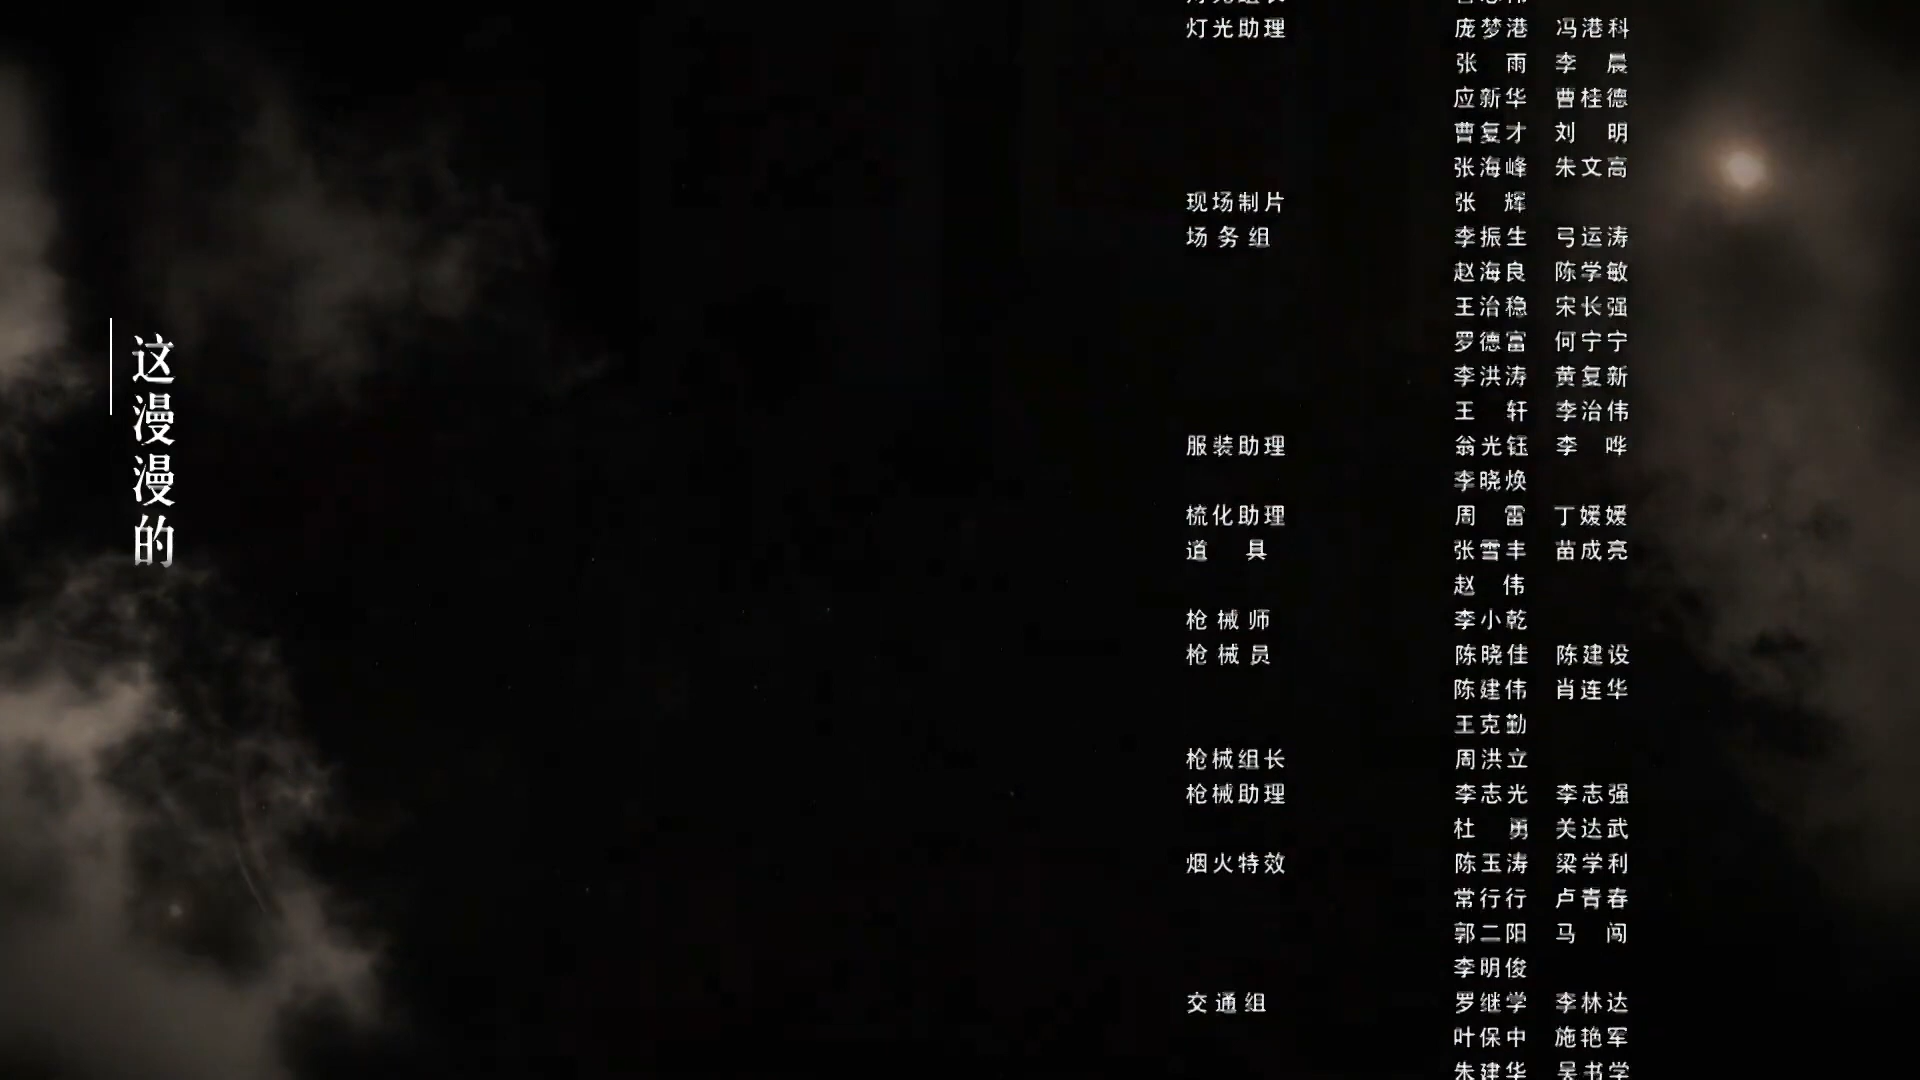 这漫漫的
灯光助理 庞梦港 冯港科
张 雨 李 晨
应新华 曹桂德
曹复才 刘 明
张海峰 朱文高
现场制片 张 辉
场务组 李振生 弓运涛
赵海良 陈学敏
王治稳 宋长强
罗德富 何宁宁
李洪涛 黄复新
王 轩 李治伟
服装助理 翁光钰 李 哗
李晓焕
梳化助理 周 雷 丁媛媛
道 具 张雪丰 苗成亮
赵 伟
枪械师 李小乾
枪械员 陈晓佳 陈建设
陈建伟 肖连华
王克勤
枪械组长 周洪立
枪械助理 李志光 李志强
杜 勇 关达武
烟火特效 陈玉涛 梁学利
常行行 卢青春
郭二阳 马 闯
李明俊
交通组 罗继学 李林达
叶保中 施艳军
朱建华 吴书学